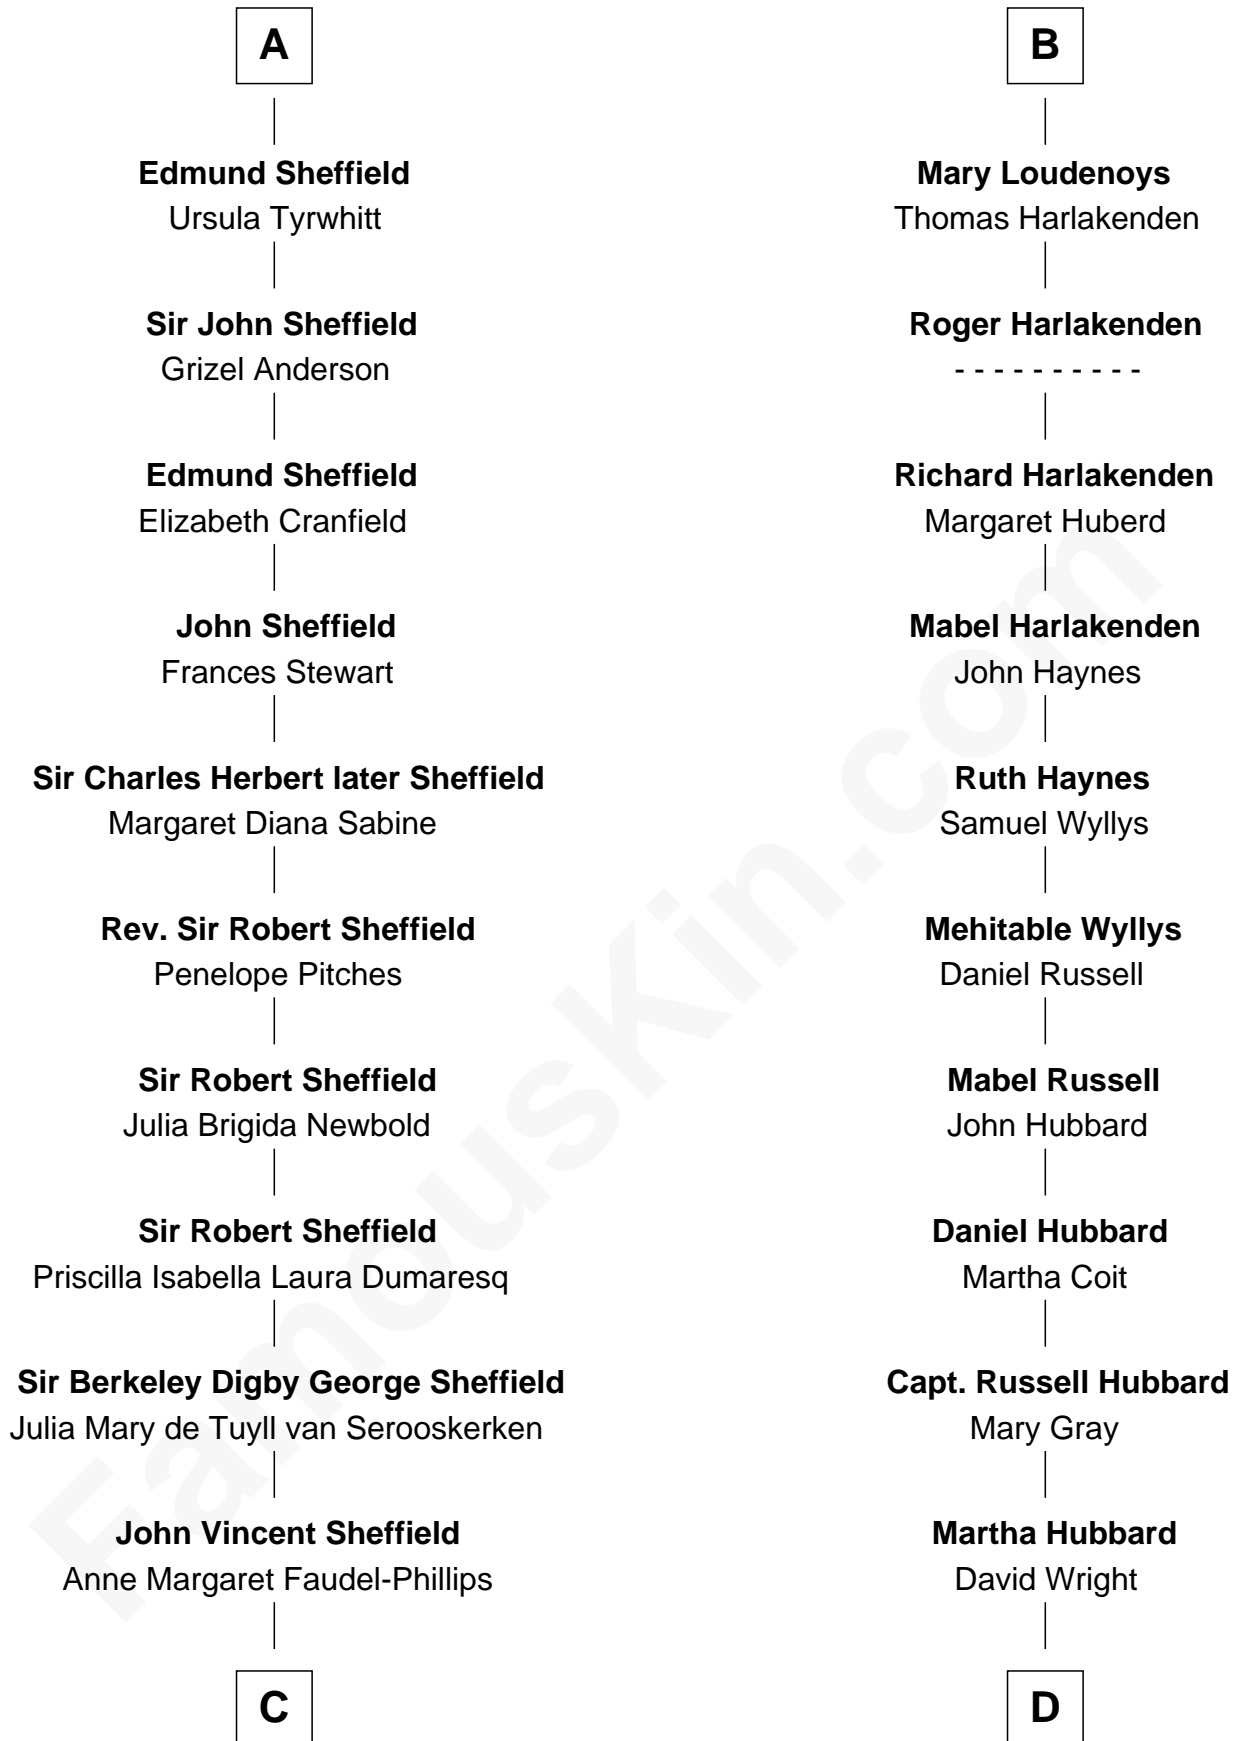 A
Edmund Sheffield
Ursula Tyrwhitt
Sir John Sheffield
Grizel Anderson
Edmund Sheffield
Elizabeth Cranfield
John Sheffield
Frances Stewart
Sir Charles Herbert later Sheffield
Margaret Diana Sabine
Rev. Sir Robert Sheffield
Penelope Pitches
Sir Robert Sheffield
Julia Brigida Newbold
Sir Robert Sheffield
Priscilla Isabella Laura Dumaresq
Sir Berkeley Digby George Sheffield
Julia Mary de Tuyll van Serooskerken
John Vincent Sheffield
Anne Margaret Faudel-Phillips
C
B
Mary Loudenoys
Thomas Harlakenden
Roger Harlakenden
- - - - - - - - - -
Richard Harlakenden
Margaret Huberd
Mabel Harlakenden
John Haynes
Ruth Haynes
Samuel Wyllys
Mehitable Wyllys
Daniel Russell
Mabel Russell
John Hubbard
Daniel Hubbard
Martha Coit
Capt. Russell Hubbard
Mary Gray
Martha Hubbard
David Wright
D
FamousKin.com